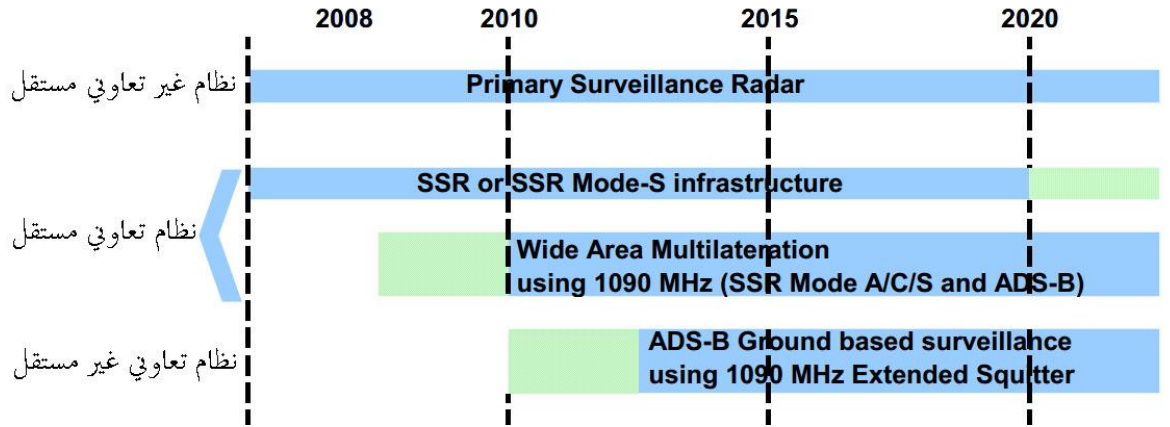 2008 2010 2015 2020
نظام غير تعاوني مستقل
Primary Surveillance Radar
SSR or SSR Mode-S infrastructure
نظام تعاوني مستقل
Wide Area Multilateration
using 1090 MHz (SSR Mode A/C/S and ADS-B)
نظام تعاوني غير مستقل
ADS-B Ground based surveillance
using 1090 MHz Extended Squitter